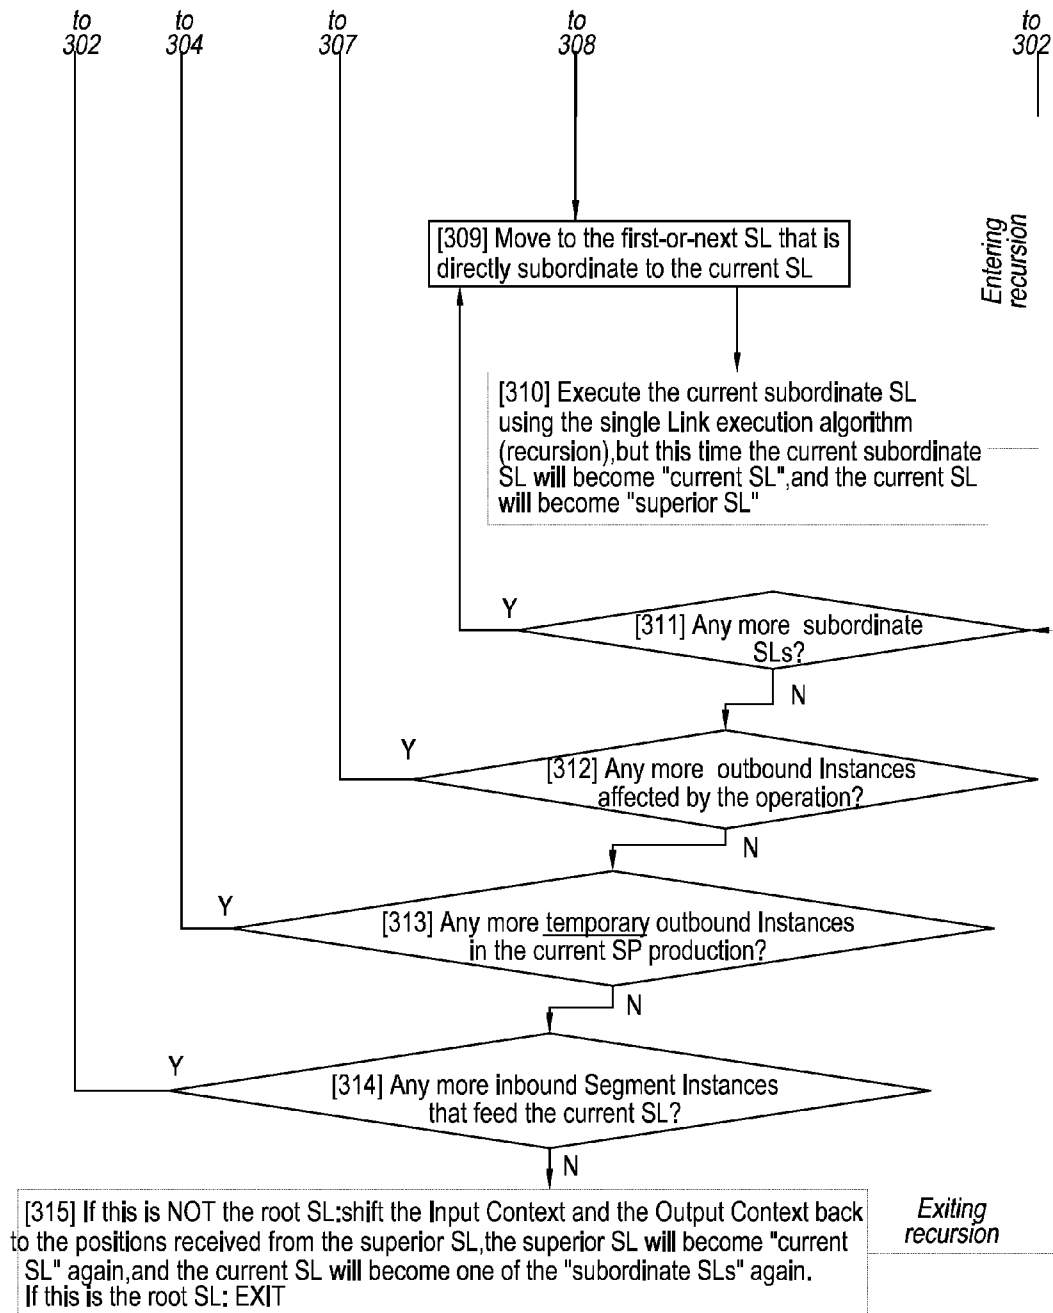 to
302
to
304
to
307
to
308
to
302
Entering
recursion
[309] Move to the first-or-next SL that is
directly subordinate to the current SL
[310] Execute the current subordinate SL
using the single Link execution algorithm
(recursion),but this time the current subordinate
SL will become "current SL",and the current SL
will become "superior SL"
Y
[311] Any more subordinate
SLs?
N
Y
[312] Any more outbound Instances
affected by the operation?
N
Y
[313] Any more temporary outbound Instances
in the current SP production?
N
Y
[314] Any more inbound Segment Instances
that feed the current SL?
N
[315] If this is NOT the root SL:shift the Input Context and the Output Context back
to the positions received from the superior SL,the superior SL will become "current
SL" again,and the current SL will become one of the "subordinate SLs" again.
If this is the root SL: EXIT
Exiting
recursion